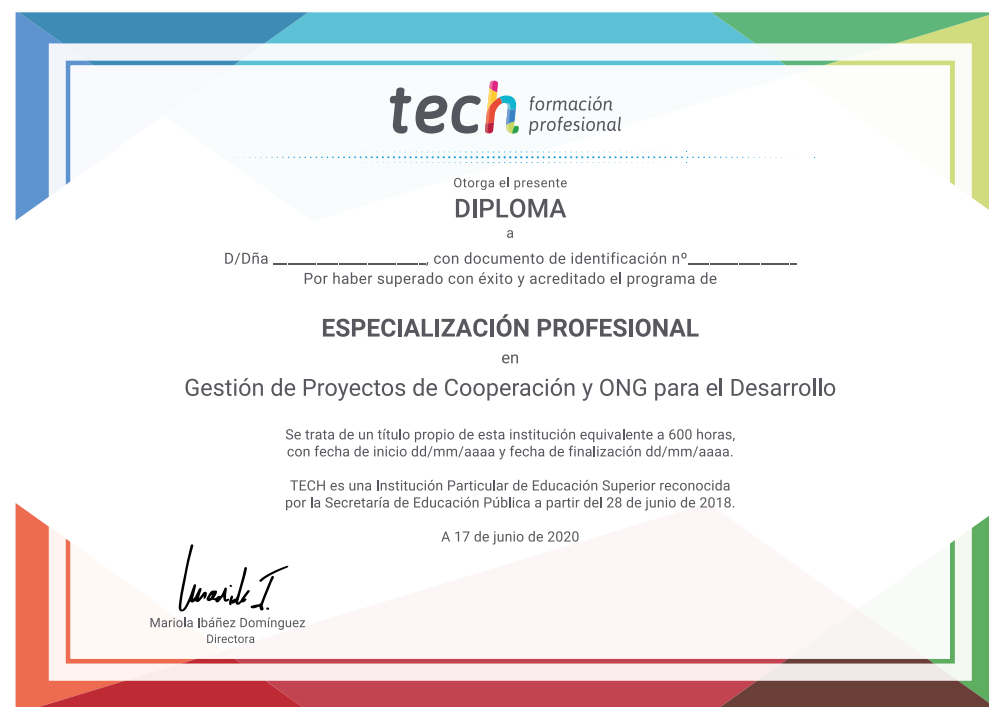 tech formación
profesional
Otorga el presente
DIPLOMA
a
D/Dña ____________________, con documento de identificación nº______________
Por haber superado con éxito y acreditado el programa de
ESPECIALIZACIÓN PROFESIONAL
en
Gestión de Proyectos de Cooperación y ONG para el Desarrollo
Se trata de un título propio de esta institución equivalente a 600 horas,
con fecha de inicio dd/mm/aaaa y fecha de finalización dd/mm/aaaa.
TECH es una Institución Particular de Educación Superior reconocida
por la Secretaría de Educación Pública a partir del 28 de junio de 2018.
A 17 de junio de 2020
Mariola Ibáñez Domínguez
Directora